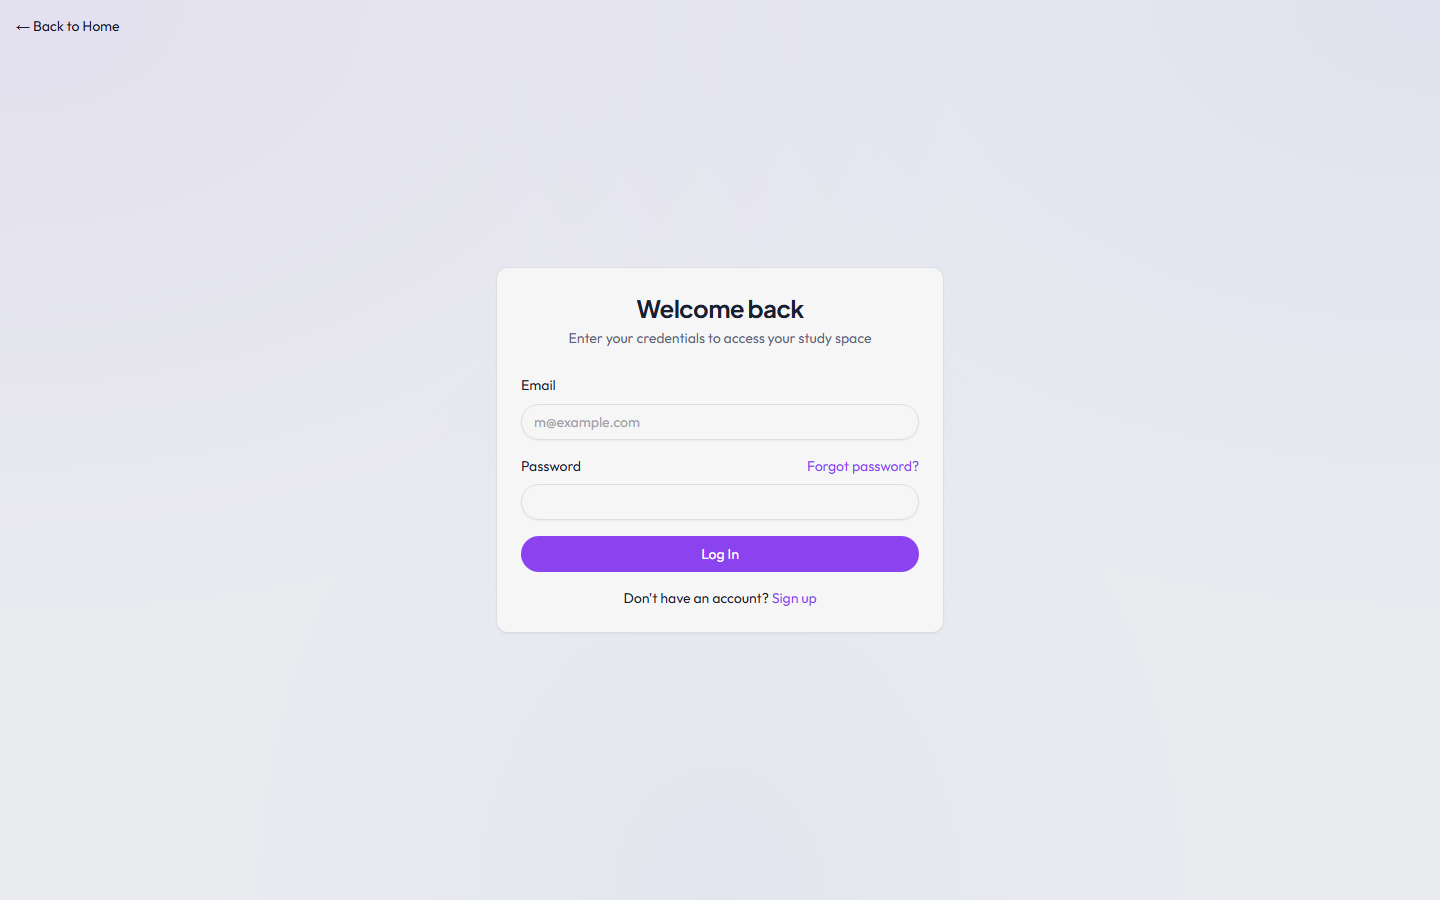 ← Back to Home
Welcome back
Enter your credentials to access your study space
Email
m@example.com
Password Forgot password?
Log In
Don't have an account? Sign up